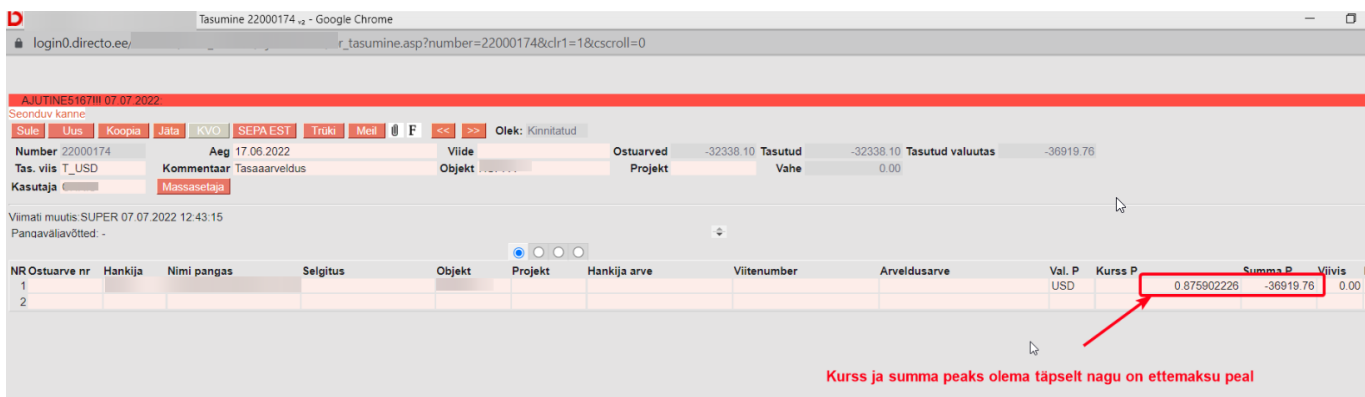 Tasumine 22000174 v2 - Google Chrome
login0.directo.ee/ r_tasumine.asp?number=22000174&clr1=1&cscroll=0
AJUTINE5167!!! 07.07.2022:
Seonduv kanne
Sule Uus Koopia Jäta KVO SEPA EST Trüki Meil F << >> Olek: Kinnitatud
Number 22000174 Aeg 17.06.2022 Viide Ostuarved -32338.10 Tasutud -32338.10 Tasutud valuutas -36919.76
Tas. viis T_USD Kommentaar Tasaaarveldus Objekt Projekt Vahe 0.00
Kasutaja Massasetaja
Viimati muutis:SUPER 07.07.2022 12:43:15
Pangaväljavõtted: -
NR Ostuarve nr Hankija Nimi pangas Selgitus Objekt Projekt Hankija arve Viitenumber Arveldusarve Val. P Kurss P Summa P Viivis
1 USD 0.875902226 -36919.76 0.00
2
Kurss ja summa peaks olema täpselt nagu on ettemaksu peal